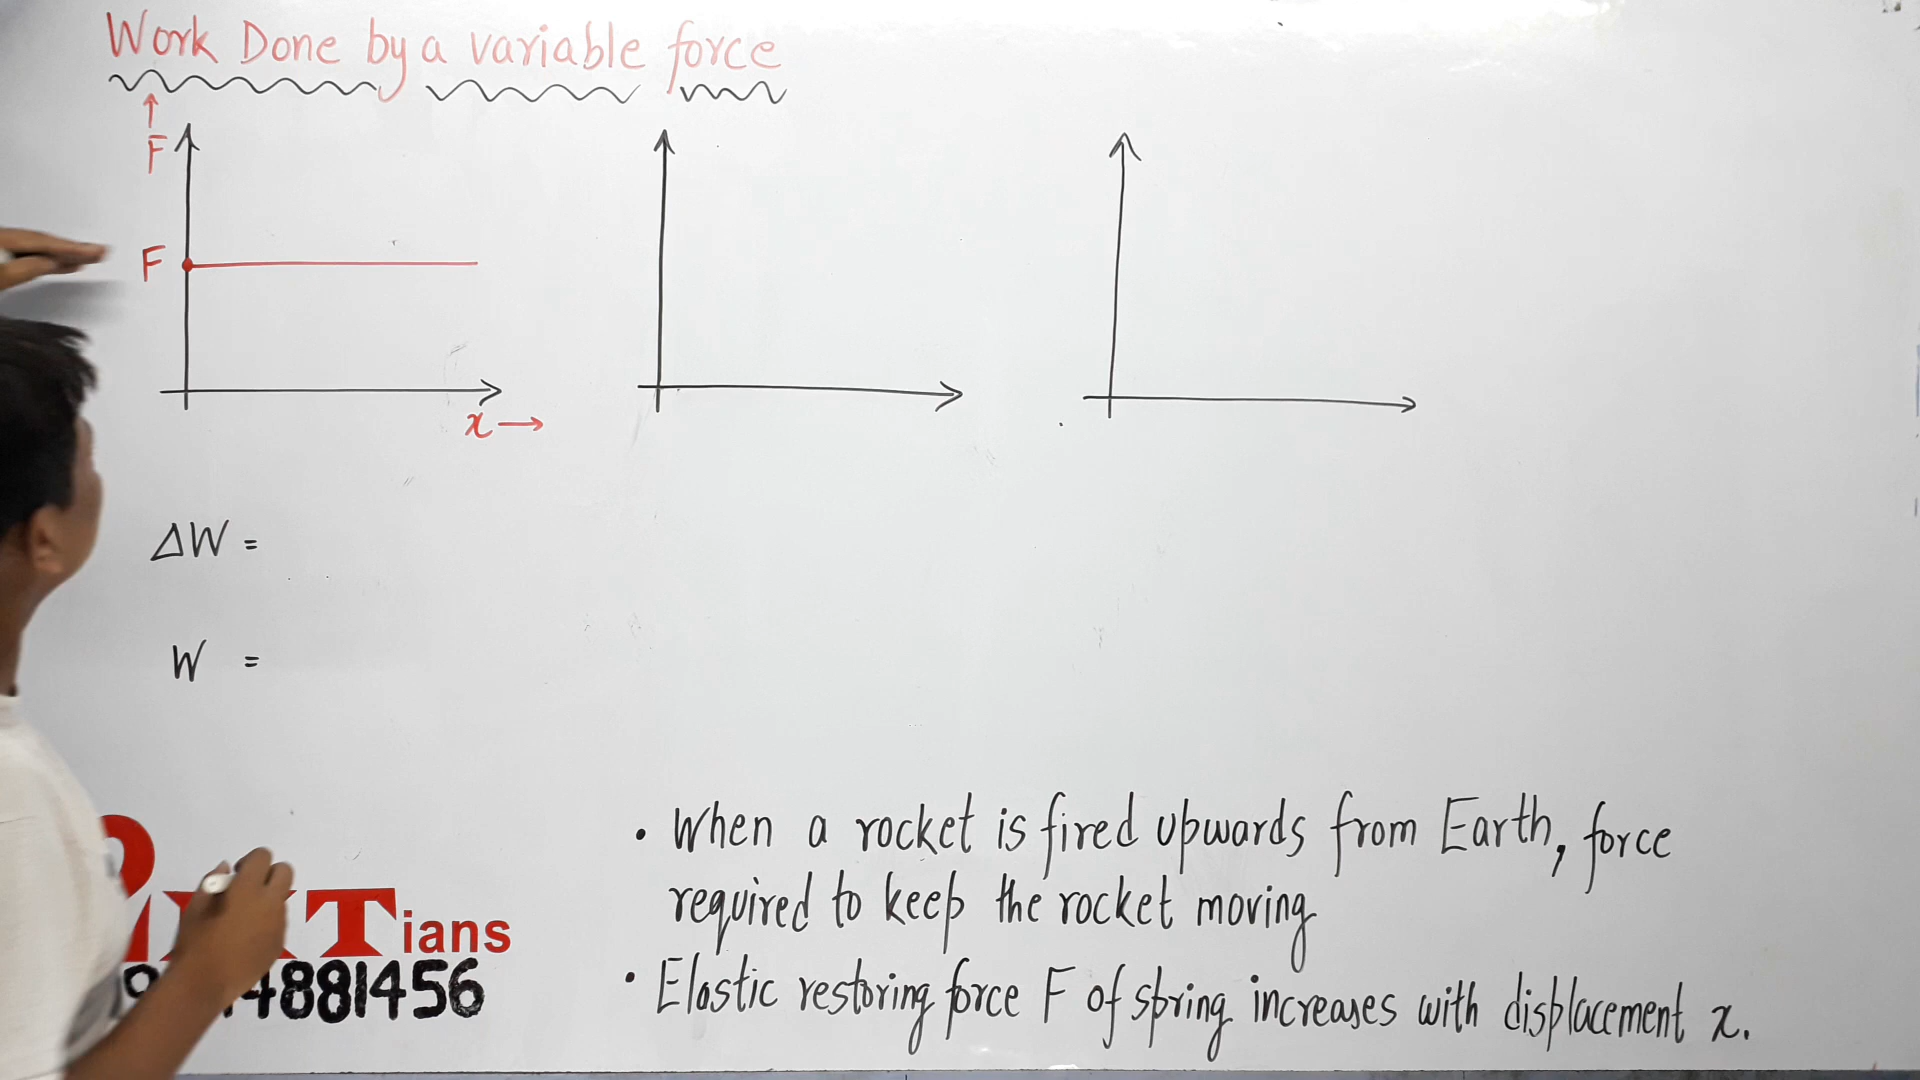 Work Done by a variable force
F
F
x
ΔW =
W =
• When a rocket is fired upwards from Earth, force
required to keep the rocket moving
• Elastic restoring force F of spring increases with displacement x.
Tians
4881456